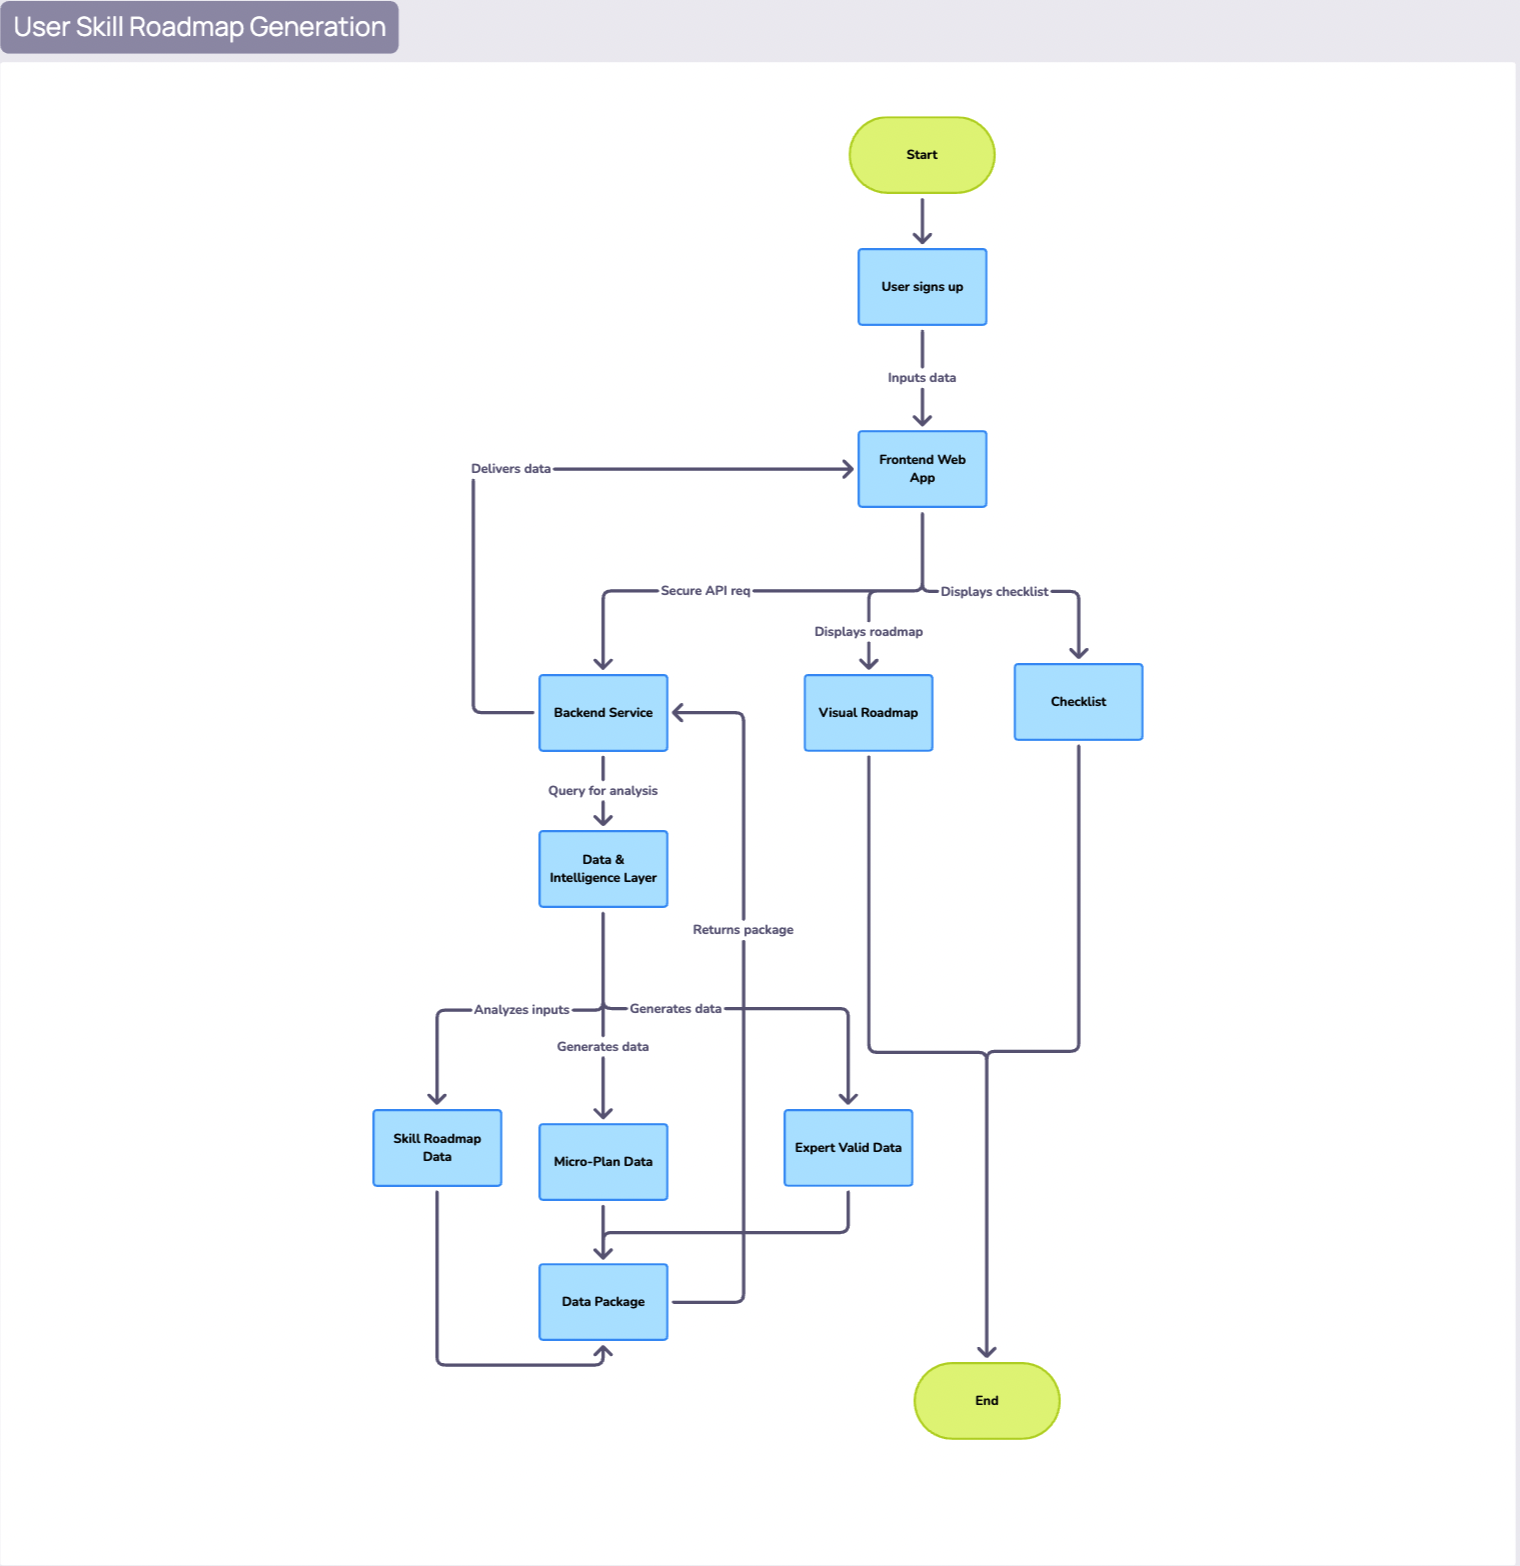 User Skill Roadmap Generation
Start
User signs up
Inputs data
Frontend Web
App
Delivers data
Secure API req
Displays checklist
Displays roadmap
Backend Service
Visual Roadmap
Checklist
Query for analysis
Data &
Intelligence Layer
Returns package
Analyzes inputs
Generates data
Generates data
Skill Roadmap
Data
Micro-Plan Data
Expert Valid Data
Data Package
End